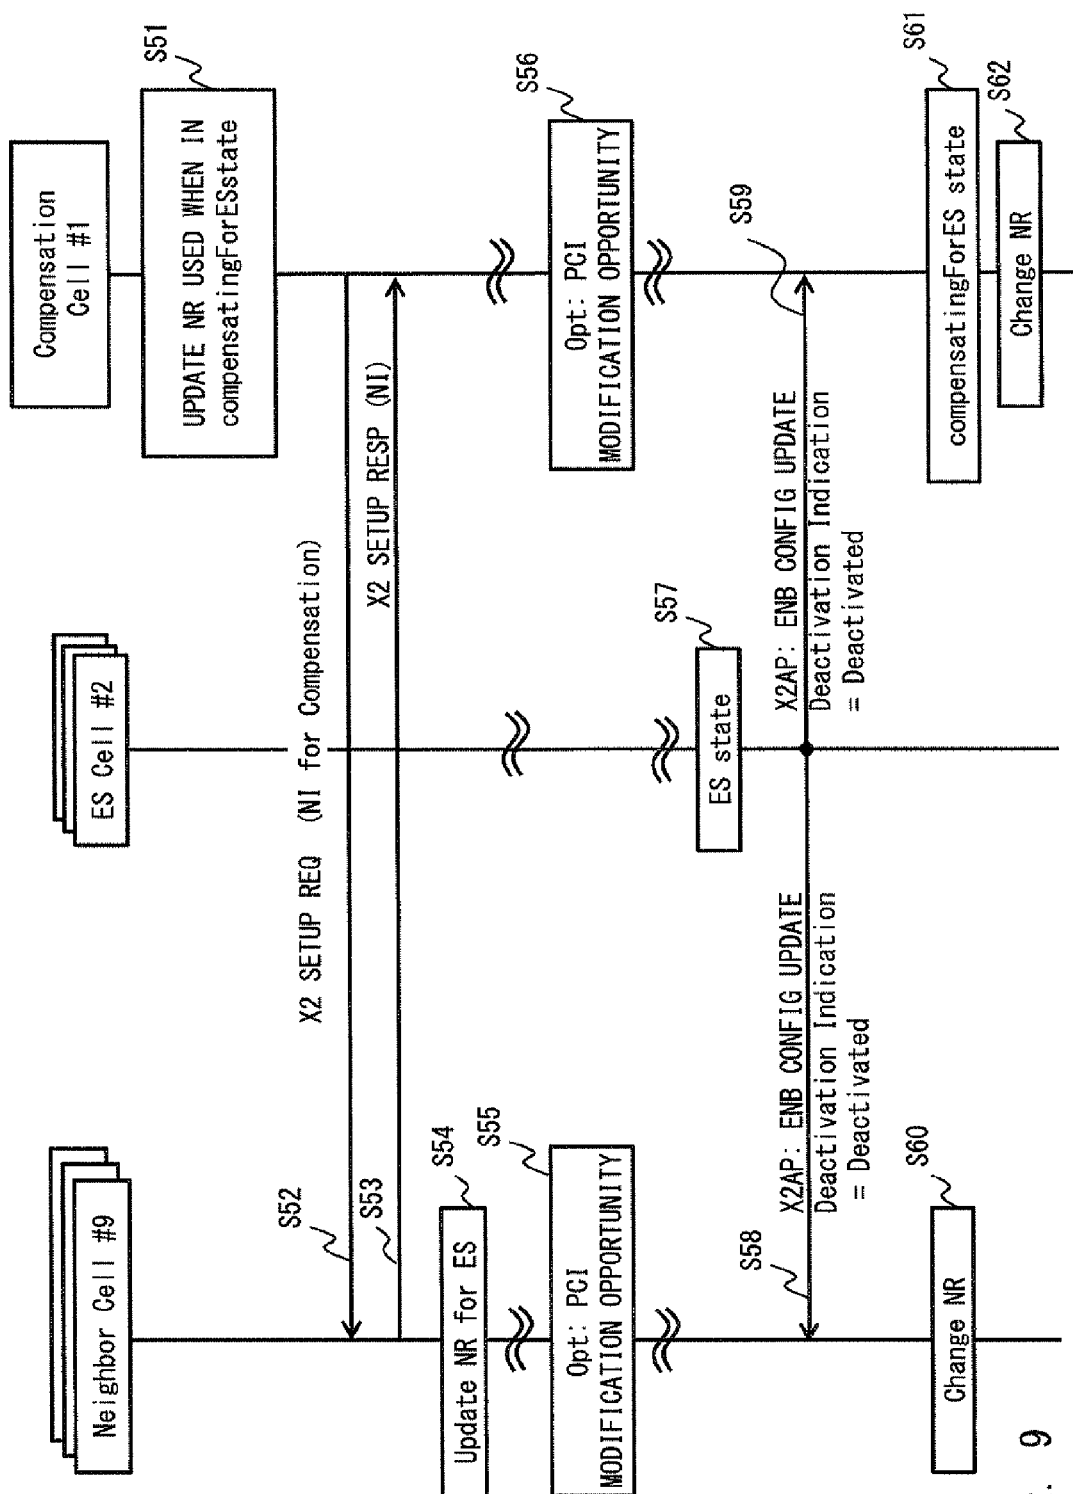 Neighbor Cell #9
ES Cell #2
Compensation
Cell #1
S51
UPDATE NR USED WHEN IN
compensatingForESstate
X2 SETUP REQ (NI for Compensation)
S52
X2 SETUP RESP (NI)
S53
S54
Update NR for ES
S55
Opt: PCI
MODIFICATION OPPORTUNITY
S56
Opt: PCI
MODIFICATION OPPORTUNITY
S57
ES state
S58
X2AP: ENB CONFIG UPDATE
Deactivation Indication
= Deactivated
S59
X2AP: ENB CONFIG UPDATE
Deactivation Indication
= Deactivated
S60
Change NR
S61
compensatingForES state
S62
Change NR
. 9